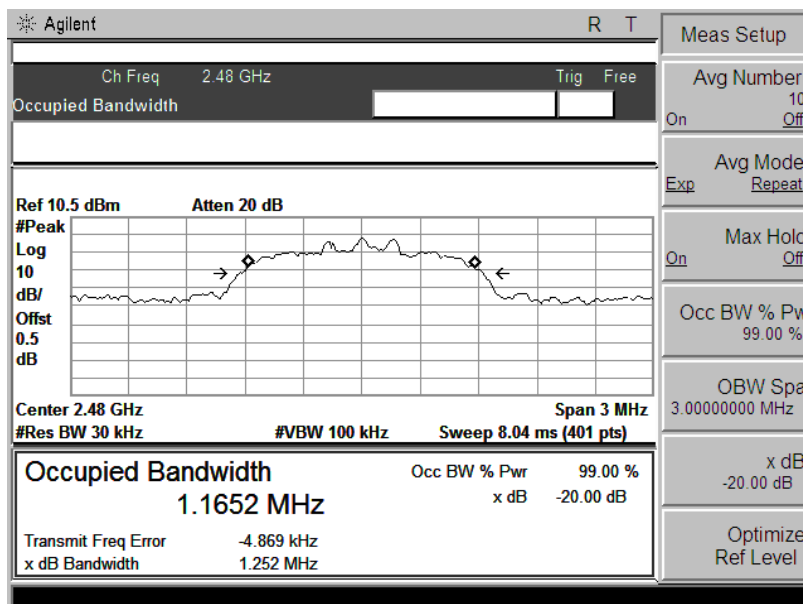 Agilent R T
Meas Setup
Ch Freq 2.48 GHz Trig Free
Occupied Bandwidth
Avg Number
10
On Off
Avg Mode
Exp Repeat
Max Hold
On Off
Occ BW % Pwr
99.00 %
OBW Spa
3.00000000 MHz
x dB
-20.00 dB
Optimize
Ref Level
Ref 10.5 dBm Atten 20 dB
#Peak
Log
10
dB/
Offst
0.5
dB
Center 2.48 GHz Span 3 MHz
#Res BW 30 kHz #VBW 100 kHz Sweep 8.04 ms (401 pts)
Occupied Bandwidth Occ BW % Pwr 99.00 %
1.1652 MHz x dB -20.00 dB
Transmit Freq Error -4.869 kHz
x dB Bandwidth 1.252 MHz